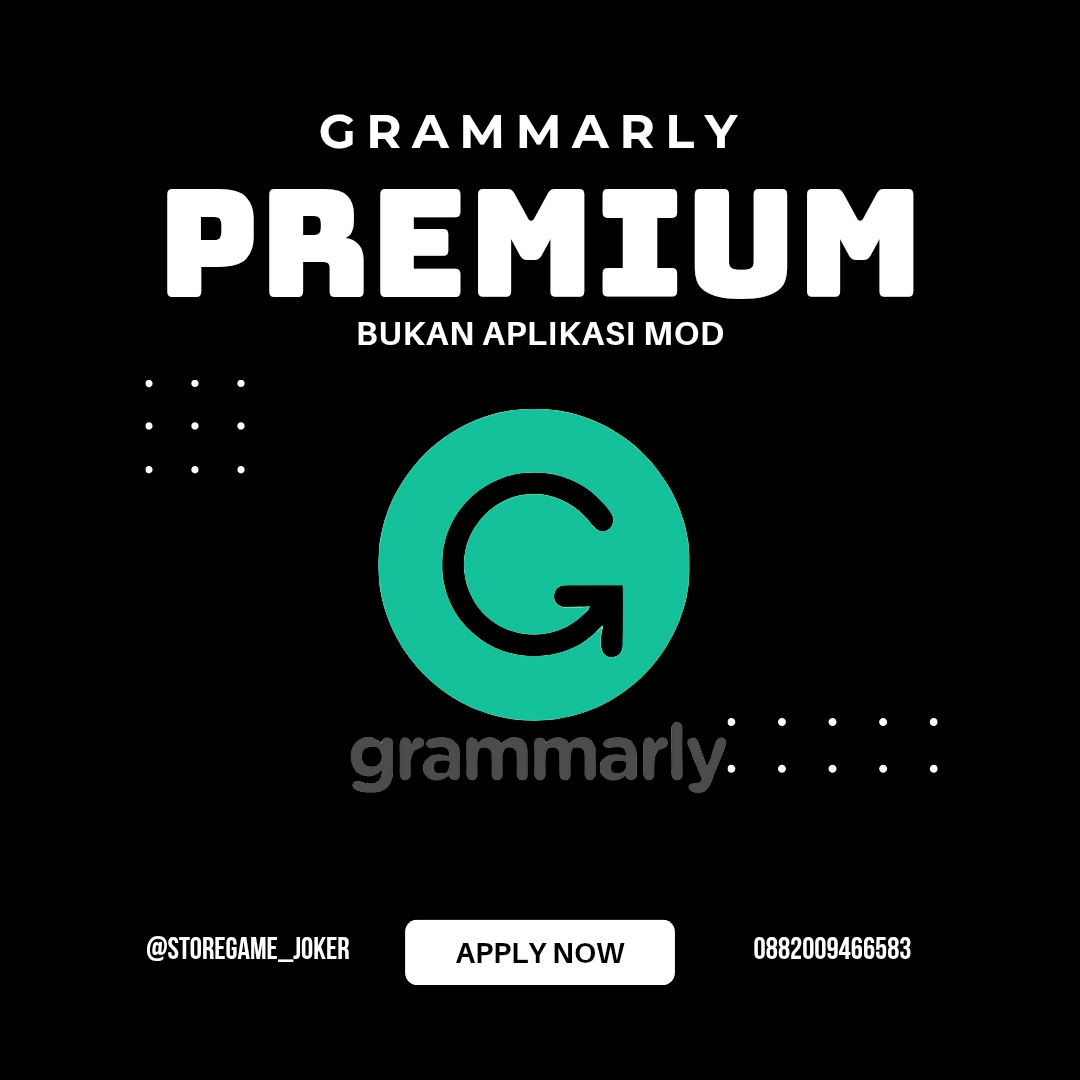 GRAMMARLY
PREMIUM
BUKAN APLIKASI MOD
grammarly
@STOREGAME_JOKER
APPLY NOW
0882009466583